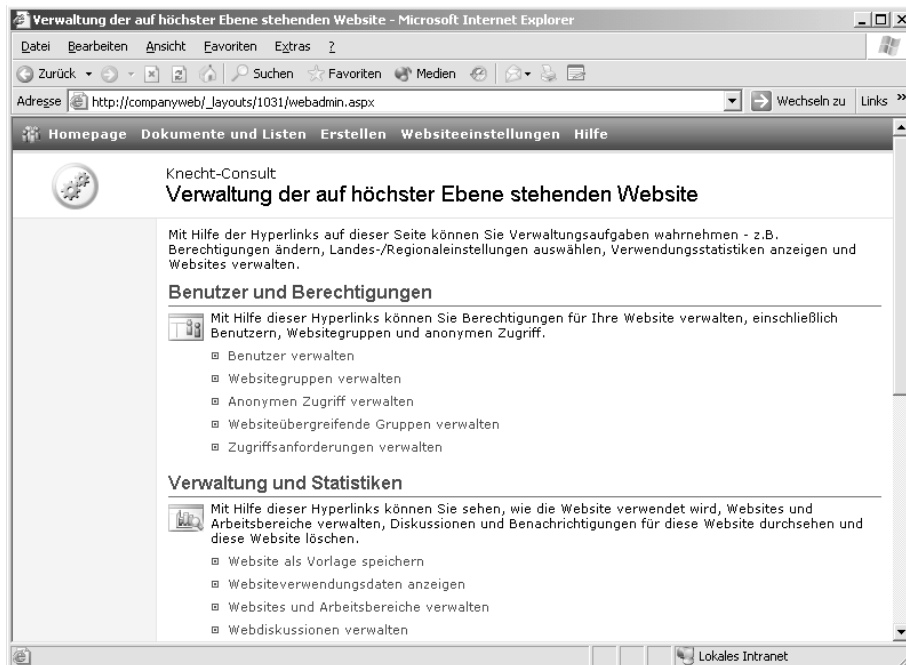 Verwaltung der auf höchster Ebene stehenden Website - Microsoft Internet Explorer
Datei Bearbeiten Ansicht Favoriten Extras ?
Zurück Suchen Favoriten Medien
Adresse http://companyweb/_layouts/1031/webadmin.aspx Wechseln zu Links »
Homepage Dokumente und Listen Erstellen Websiteeinstellungen Hilfe
Knecht-Consult
Verwaltung der auf höchster Ebene stehenden Website
Mit Hilfe der Hyperlinks auf dieser Seite können Sie Verwaltungsaufgaben wahrnehmen - z.B.
Berechtigungen ändern, Landes-/Regionaleinstellungen auswählen, Verwendungsstatistiken anzeigen und
Websites verwalten.
Benutzer und Berechtigungen
Mit Hilfe dieser Hyperlinks können Sie Berechtigungen für Ihre Website verwalten, einschließlich
Benutzern, Websitegruppen und anonymen Zugriff.
Benutzer verwalten
Websitegruppen verwalten
Anonymen Zugriff verwalten
Websiteübergreifende Gruppen verwalten
Zugriffsanforderungen verwalten
Verwaltung und Statistiken
Mit Hilfe dieser Hyperlinks können Sie sehen, wie die Website verwendet wird, Websites und
Arbeitsbereiche verwalten, Diskussionen und Benachrichtigungen für diese Website durchsehen und
diese Website löschen.
Website als Vorlage speichern
Websiteverwendungsdaten anzeigen
Websites und Arbeitsbereiche verwalten
Webdiskussionen verwalten
Lokales Intranet